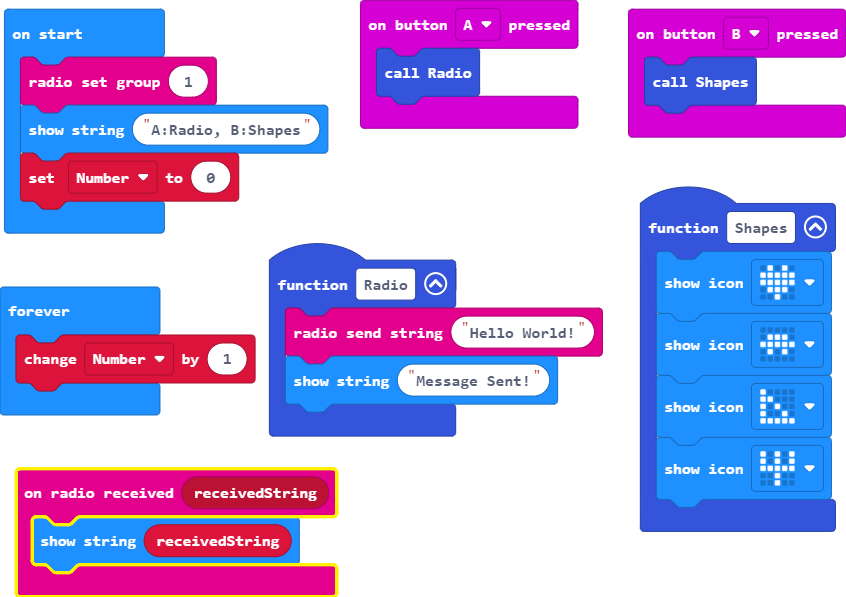 on start
radio set group 1
show string "A:Radio, B:Shapes"
set Number to 0
on button A pressed
call Radio
on button B pressed
call Shapes
forever
change Number by 1
function Radio
radio send string "Hello World!"
show string "Message Sent!"
function Shapes
show icon
show icon
show icon
show icon
on radio received receivedString
show string receivedString